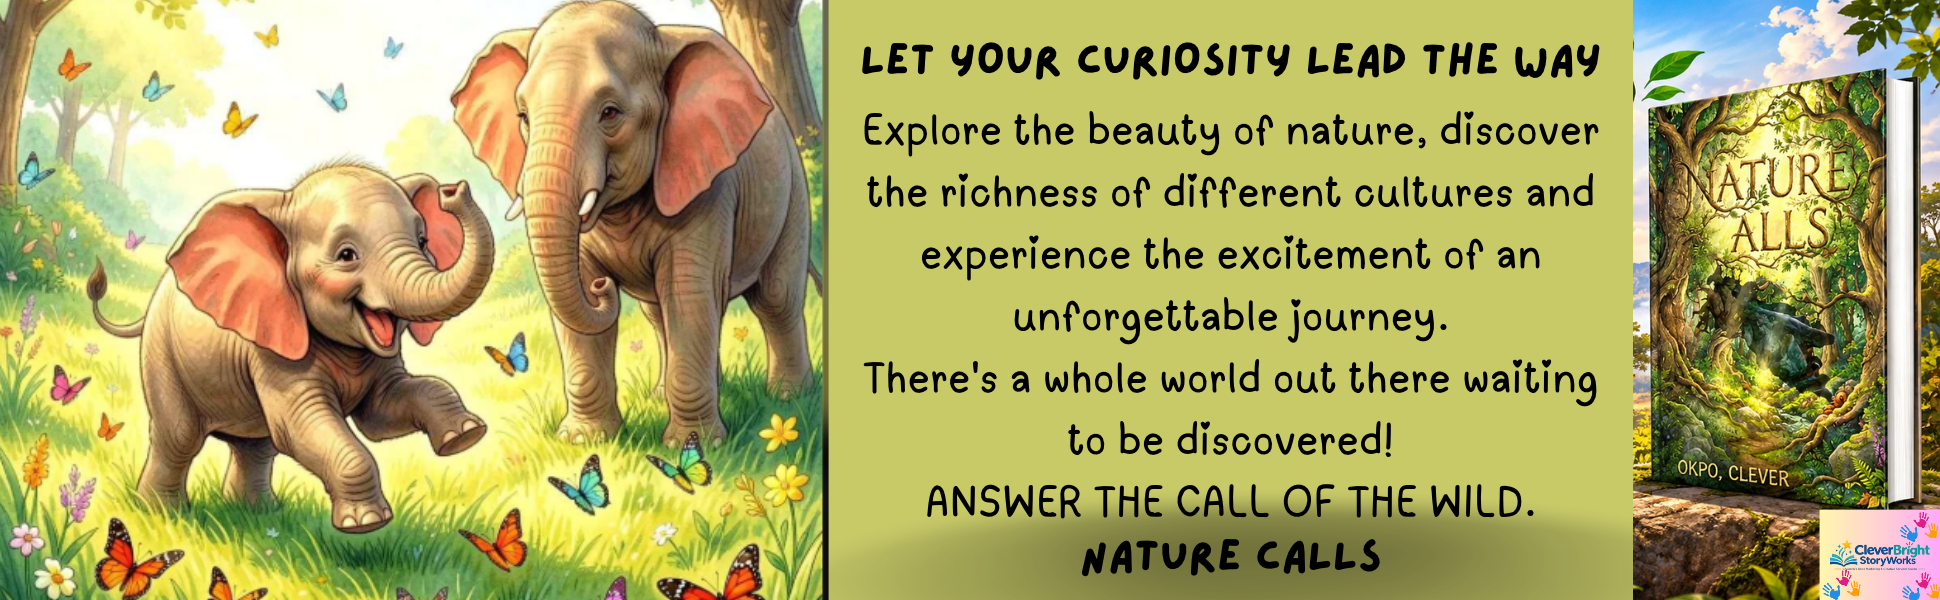 LET YOUR CURIOSITY LEAD THE WAY
Explore the beauty of nature, discover
the richness of different cultures and
experience the excitement of an
unforgettable journey.
There's a whole world out there waiting
to be discovered!
ANSWER THE CALL OF THE WILD.
NATURE CALLS
NATURE
ALLS
OKPO, CLEVER
CleverBright
StoryWorks